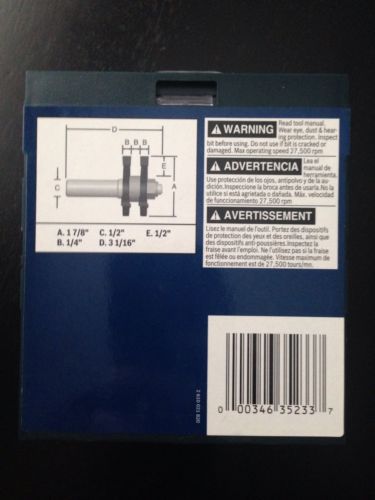 D
B B B
E
C
A
A. 1 7/8" C. 1/2" E. 1/2"
B. 1/4" D. 3 1/16"
WARNING Read tool manual.
Wear eye, dust & hear-
ing protection. Inspect
bit before using. Do not use if bit is cracked or
damaged. Max operating speed 27,500 rpm
ADVERTENCIA Lea el
manual de
herramienta.
Use protección de los ojos, antipolvo y de la au-
dición.Inspeccione la broca antes de usarla. No la
utilice si está agrietada o dañada. Máx. velocidad
de funcionamiento 27,500 rpm
AVERTISSEMENT
Lisez le manuel de l'outil. Portez des dispositifs
de protection des yeux et des oreilles, ainsi que
des dispositifs anti-poussières.Inspectez la
fraise avant l'emploi. Ne l'utilisez pas si la fraise
est fêlée ou endommagée. Vitesse maximum de
fonctionnement est de 27,500 tours/mn.
0 00346 35233 7